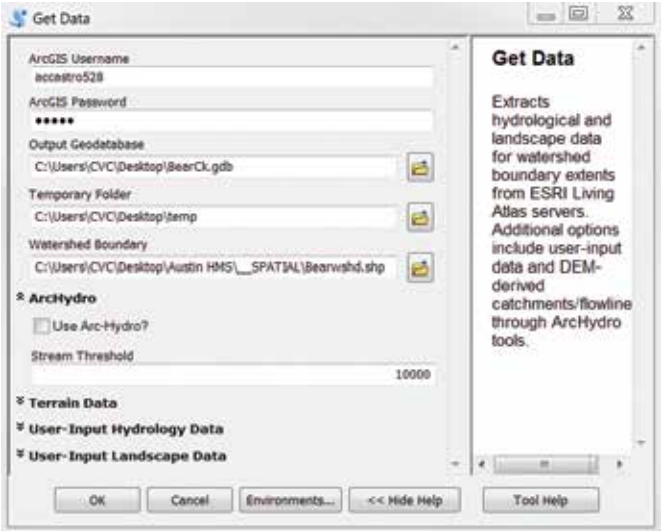 Get Data
ArcGIS Username
accastro528
ArcGIS Password
•••••
Output Geodatabase
C:\Users\CVC\Desktop\BearCk.gdb
Temporary Folder
C:\Users\CVC\Desktop\temp
Watershed Boundary
C:\Users\CVC\Desktop\Austin HMS\__SPATIAL\Bearwshd.shp
ArcHydro
Use Arc-Hydro?
Stream Threshold
10000
Terrain Data
User-Input Hydrology Data
User-Input Landscape Data
OK
Cancel
Environments...
<< Hide Help
Get Data
Extracts
hydrological and
landscape data
for watershed
boundary extents
from ESRI Living
Atlas servers.
Additional options
include user-input
data and DEM-
derived
catchments/flowline
through ArcHydro
tools.
Tool Help